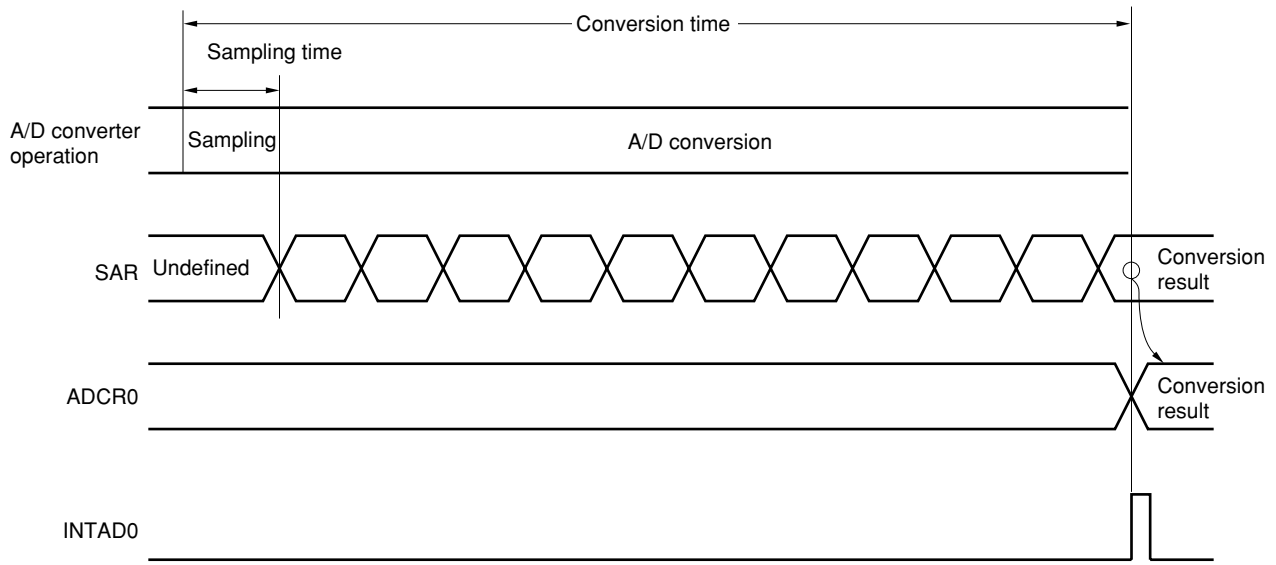 Conversion time
Sampling time
A/D converter
operation
Sampling
A/D conversion
SAR
Undefined
Conversion
result
ADCR0
Conversion
result
INTAD0